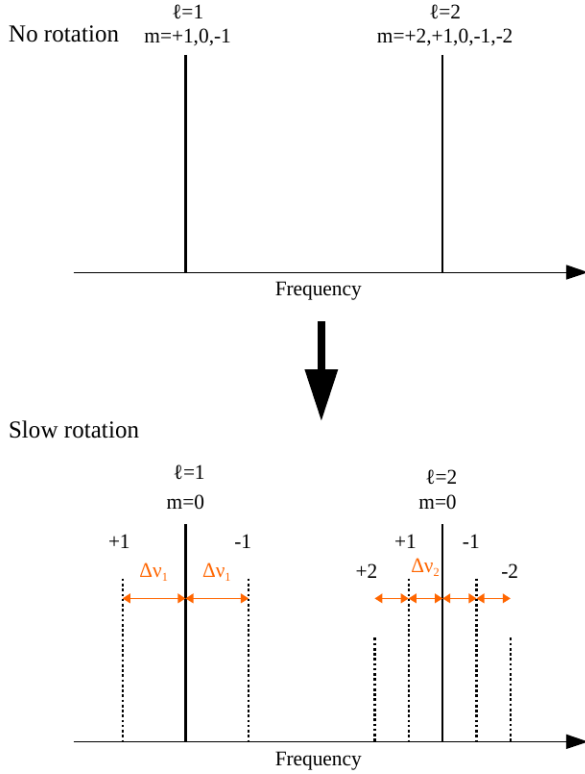 ℓ=1
ℓ=2
No rotation
m=+1,0,-1
m=+2,+1,0,-1,-2
Frequency
Slow rotation
ℓ=1
ℓ=2
m=0
m=0
+1
-1
+1
-1
Δν₁
Δν₁
+2
Δν₂
-2
Frequency